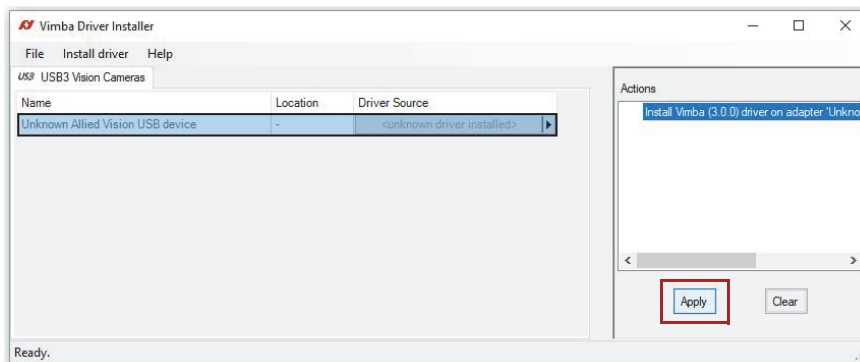 Vimba Driver Installer
File Install driver Help
USB USB3 Vision Cameras
Actions
Name Location Driver Source
Unknown Allied Vision USB device - <unknown driver installed>
Install Vimba (3.0.0) driver on adapter 'Unkno
Apply Clear
Ready.